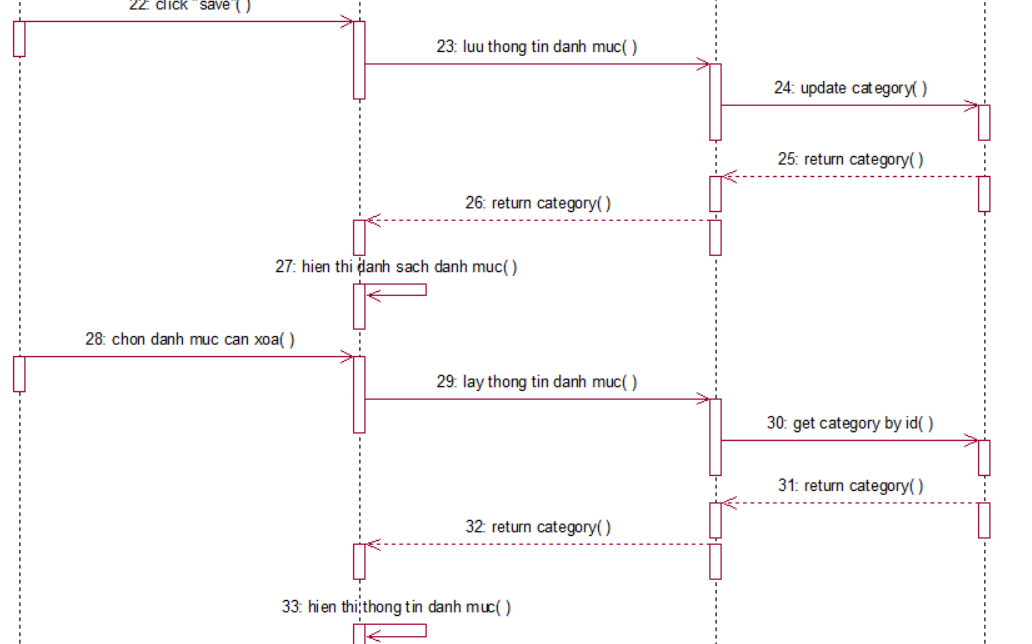 22: click "save"( )
23: luu thong tin danh muc( )
24: update category( )
25: return category( )
26: return category( )
27: hien thi danh sach danh muc( )
28: chon danh muc can xoa( )
29: lay thong tin danh muc( )
30: get category by id( )
31: return category( )
32: return category( )
33: hien thi thong tin danh muc( )